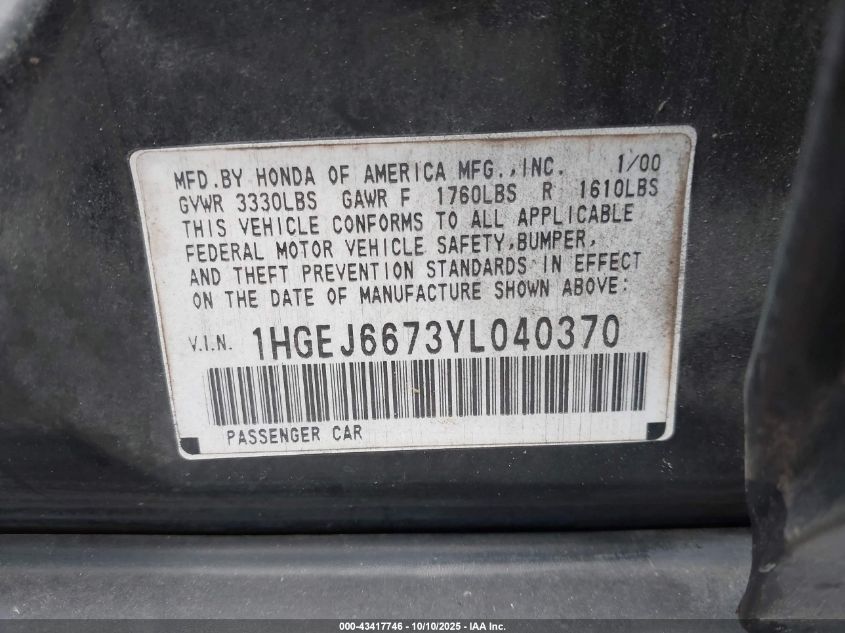 MFD.BY HONDA OF AMERICA MFG.,INC. 1/00
GVWR 3330LBS GAWR F 1760LBS R 1610LBS
THIS VEHICLE CONFORMS TO ALL APPLICABLE
FEDERAL MOTOR VEHICLE SAFETY,BUMPER,
AND THEFT PREVENTION STANDARDS IN EFFECT
ON THE DATE OF MANUFACTURE SHOWN ABOVE:
V.I.N. 1HGEJ6673YL040370
PASSENGER CAR
000-43417746 - 10/10/2025 - IAA Inc.